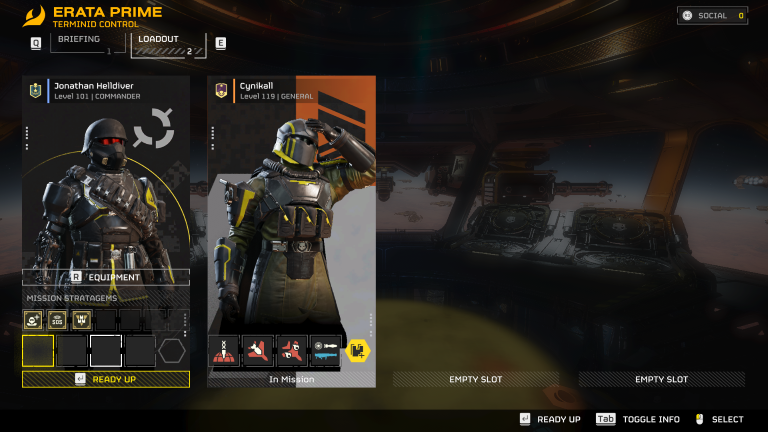 ERATA PRIME
TERMINID CONTROL
SOCIAL 0
Q
BRIEFING
1
LOADOUT
2
E
Jonathan Helldiver
Level 101 | COMMANDER
Cynikall
Level 119 | GENERAL
R EQUIPMENT
MISSION STRATAGEMS
SOS
READY UP
In Mission
EMPTY SLOT
EMPTY SLOT
READY UP
Tab TOGGLE INFO
SELECT